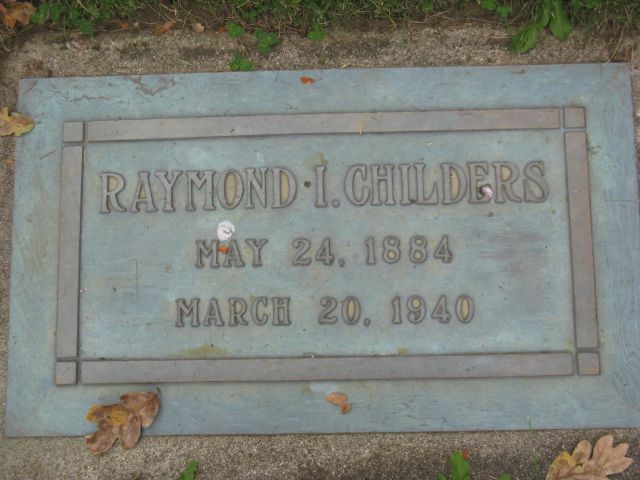 RAYMOND I. CHILDERS
MAY 24, 1884
MARCH 20, 1940